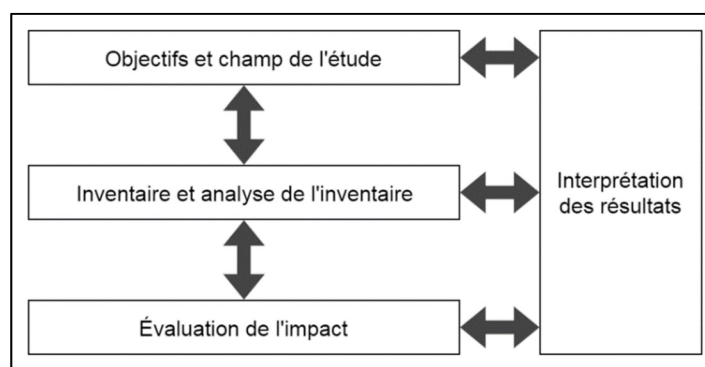 Objectifs et champ de l'étude
Inventaire et analyse de l'inventaire
Évaluation de l'impact
Interprétation
des résultats